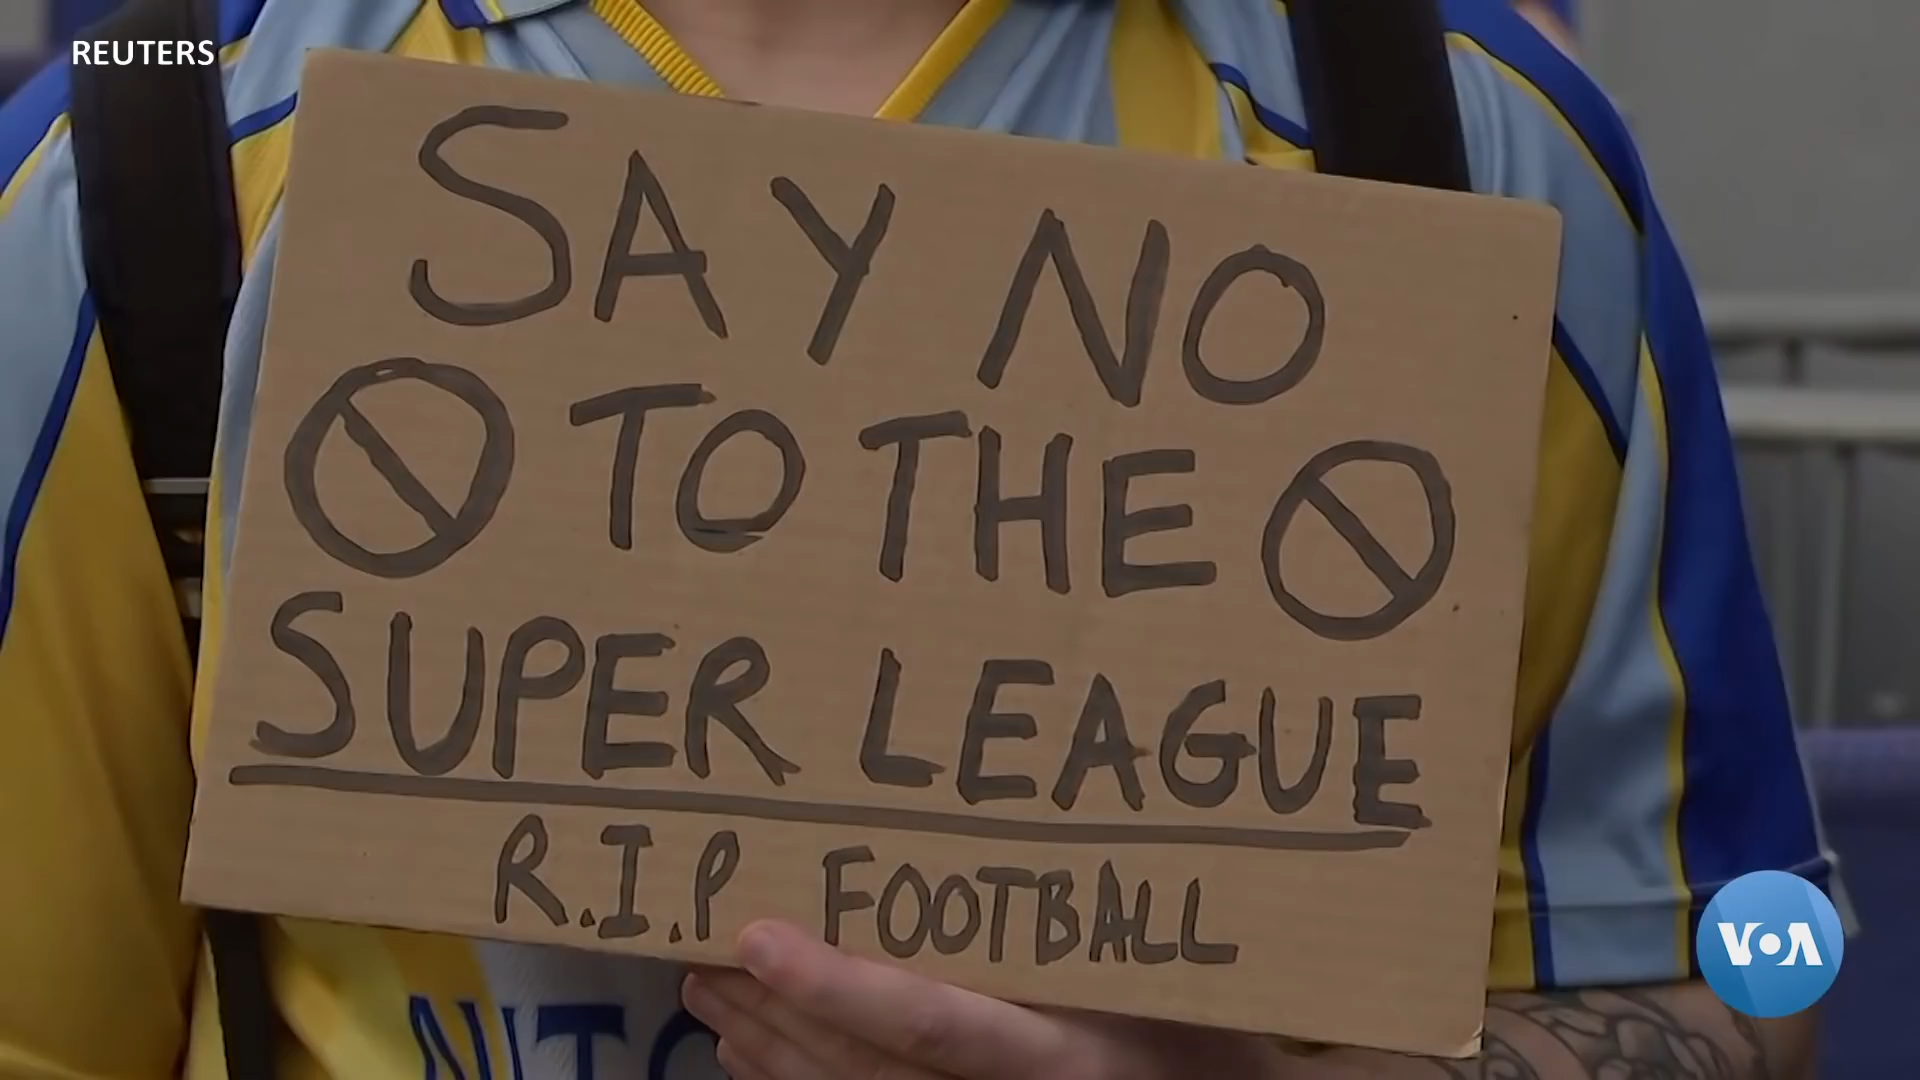 REUTERS
SAY NO
TO THE
SUPER LEAGUE
R.I.P FOOTBALL
VOA